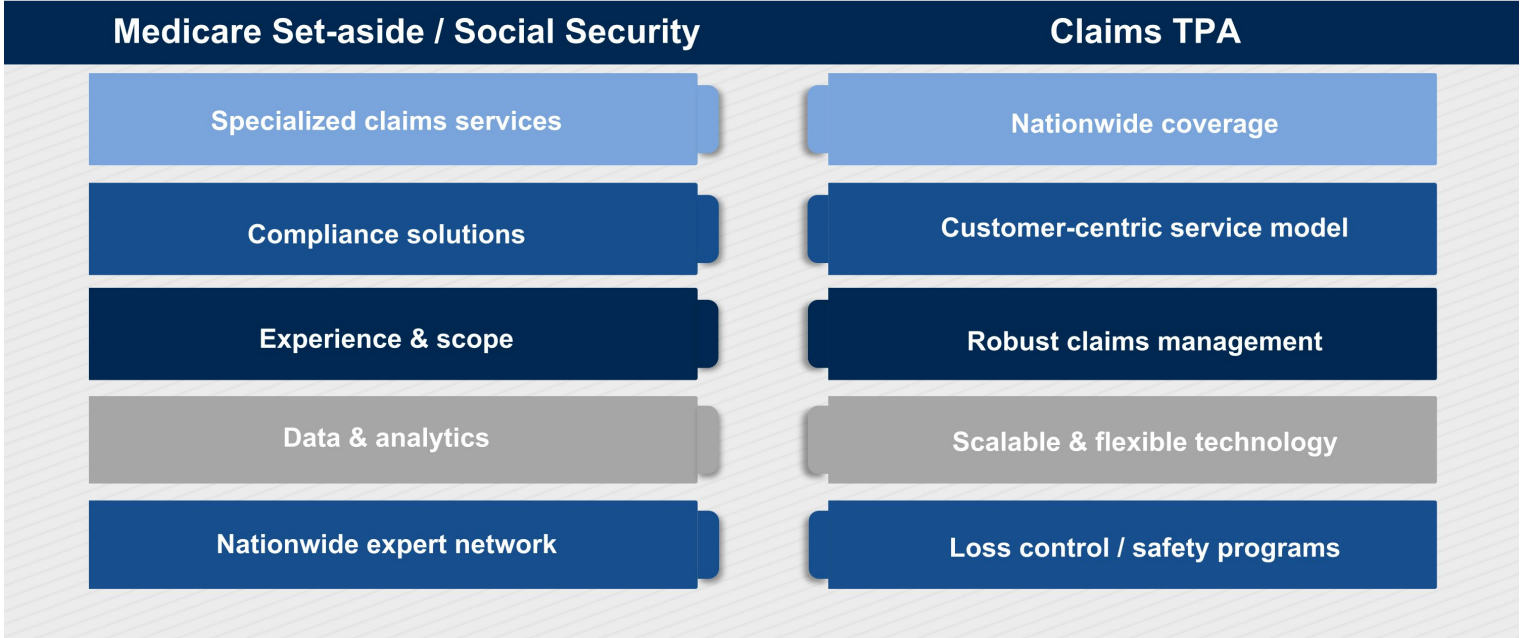 Medicare Set-aside / Social Security
Claims TPA
Specialized claims services
Nationwide coverage
Compliance solutions
Customer-centric service model
Experience & scope
Robust claims management
Data & analytics
Scalable & flexible technology
Nationwide expert network
Loss control / safety programs